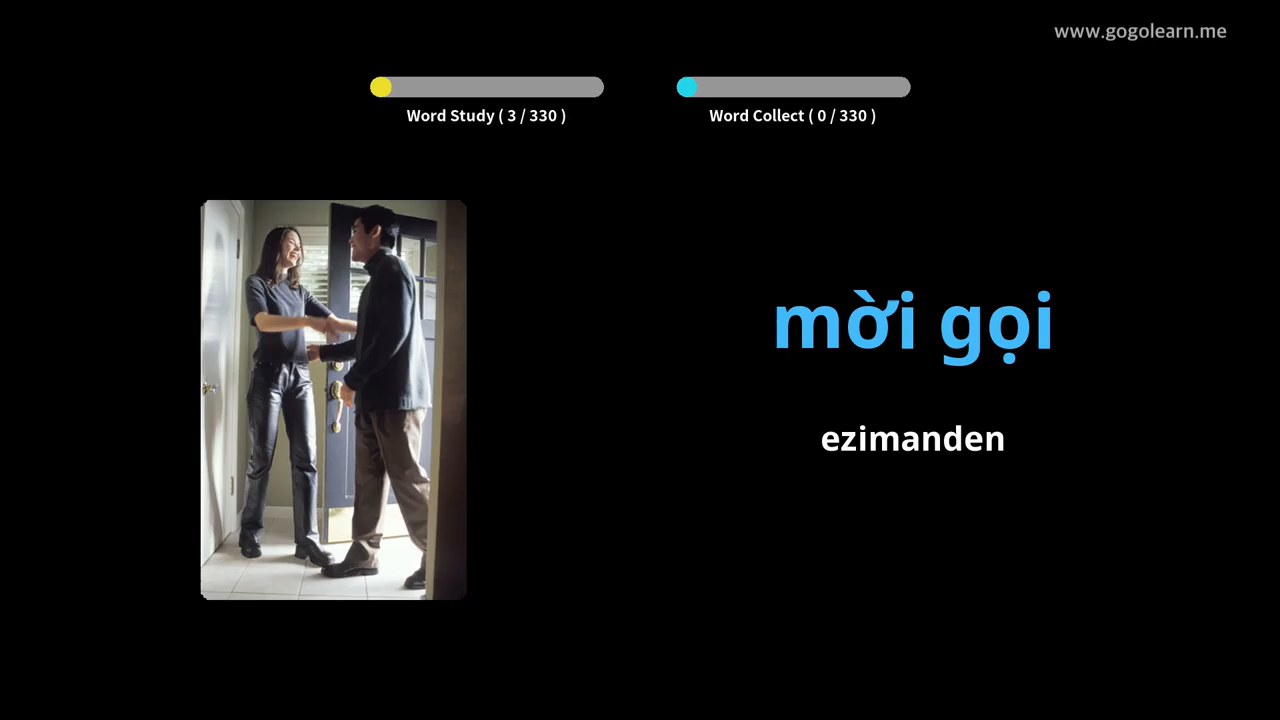 www.gogolearn.me
Word Study ( 3 / 330 )
Word Collect ( 0 / 330 )
mời gọi
ezimanden